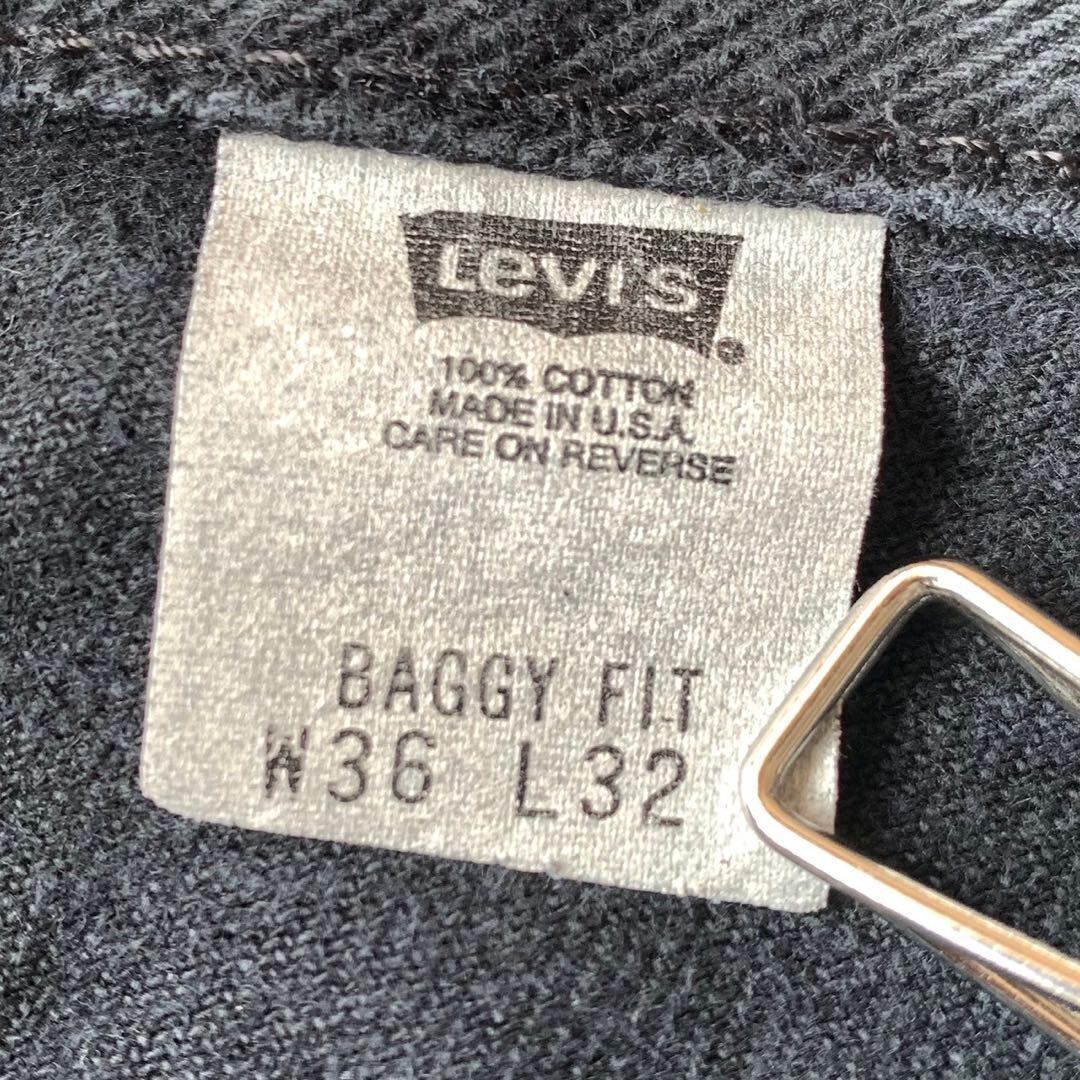 Levi's
®
100% COTTON
MADE IN U.S.A.
CARE ON REVERSE
BAGGY FIT
W36 L32